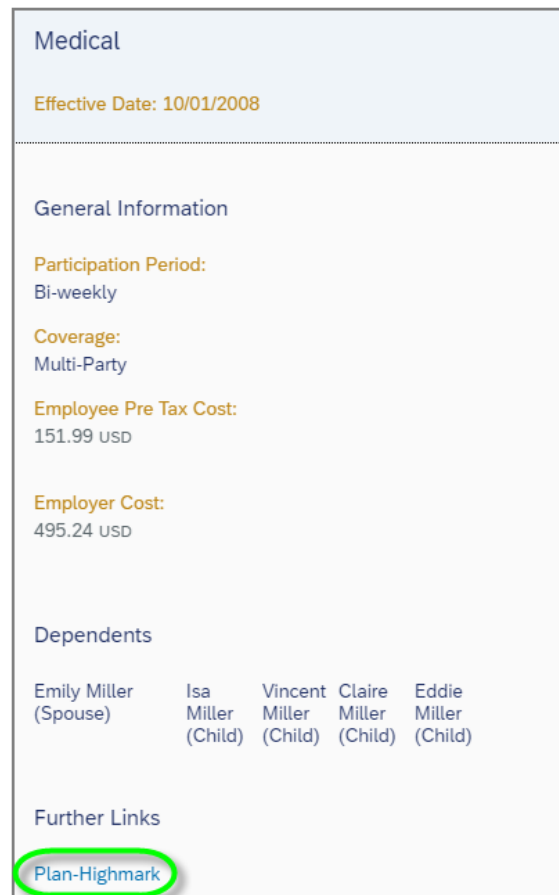 Medical
Effective Date: 10/01/2008
General Information
Participation Period:
Bi-weekly
Coverage:
Multi-Party
Employee Pre Tax Cost:
151.99 USD
Employer Cost:
495.24 USD
Dependents
Emily Miller (Spouse)
Isa Miller (Child)
Vincent Miller (Child)
Claire Miller (Child)
Eddie Miller (Child)
Further Links
Plan-Highmark